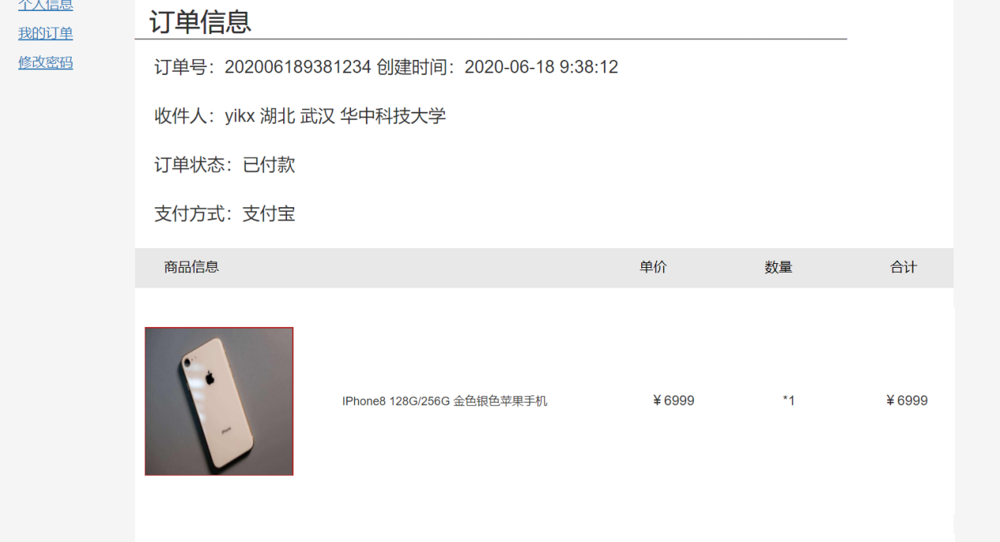 个人信息
我的订单
修改密码
订单信息
订单号：202006189381234 创建时间：2020-06-18 9:38:12
收件人：yikx 湖北 武汉 华中科技大学
订单状态：已付款
支付方式：支付宝
商品信息 单价 数量 合计
iPhone
IPhone8 128G/256G 金色银色苹果手机 ¥6999 *1 ¥6999